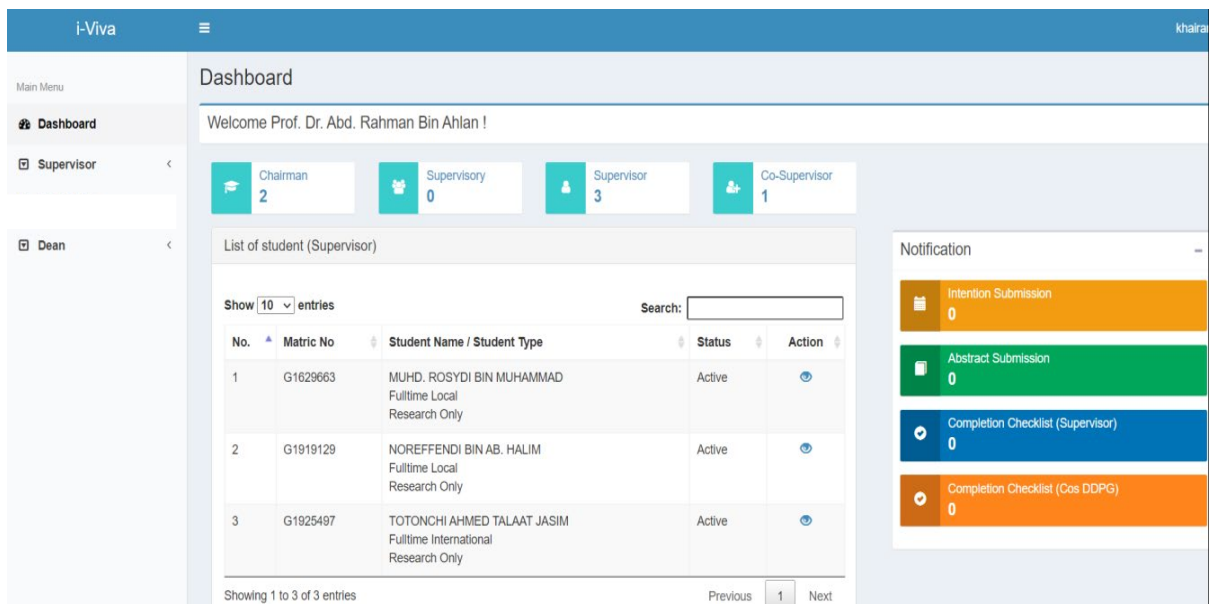 i-Viva
khairar
Main Menu
Dashboard
Supervisor
Dean
Dashboard
Welcome Prof. Dr. Abd. Rahman Bin Ahlan !
Chairman
2
Supervisory
0
Supervisor
3
Co-Supervisor
1
List of student (Supervisor)
Show 10 entries Search:
No. Matric No Student Name / Student Type Status Action
1 G1629663 MUHD. ROSYDI BIN MUHAMMAD Active
Fulltime Local
Research Only
2 G1919129 NOREFFENDI BIN AB. HALIM Active
Fulltime Local
Research Only
3 G1925497 TOTONCHI AHMED TALAAT JASIM Active
Fulltime International
Research Only
Showing 1 to 3 of 3 entries Previous 1 Next
Notification
Intention Submission
0
Abstract Submission
0
Completion Checklist (Supervisor)
0
Completion Checklist (Cos DDPG)
0